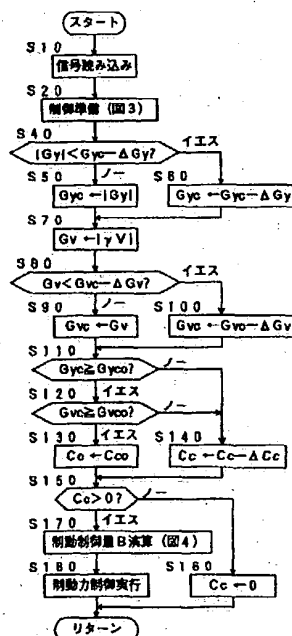 スタート
S10
信号読み込み
S20
制御準備(図3)
S40
|Gy|<Gyc-ΔGy?
イエス
S50 ノー
S60
Gyc←|Gy|
Gyc←Gyc-ΔGy
S70
Gv←|γV|
S80
Gv<Gvc-ΔGv?
イエス
S90 ノー
S100
Gvc←Gv
Gvc←Gvc-ΔGv
S110
Gyc≧Gyco?
ノー
S120 イエス
Gvc≧Gvco?
ノー
S130 イエス
S140
Cc←Cco
Cc←Cc-ΔCc
S150
Cc>0?
ノー
S170 イエス
制動制御量B演算(図4)
S180
S160
制動力制御実行
Cc←0
リターン